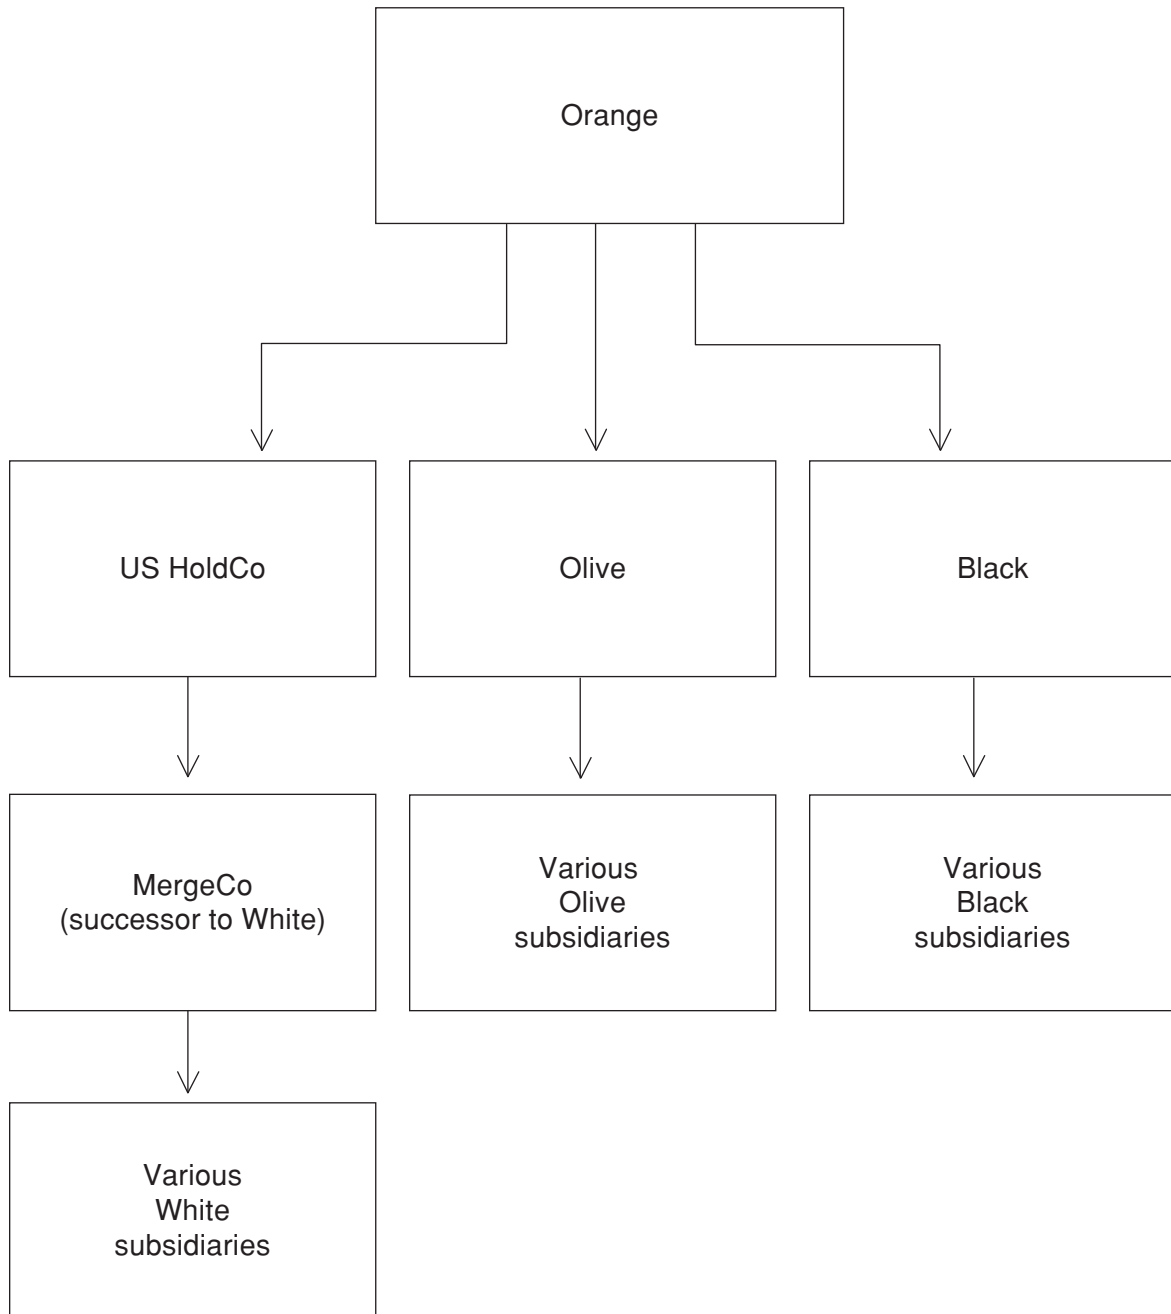 Orange
US HoldCo
Olive
Black
MergeCo
(successor to White)
Various
Olive
subsidiaries
Various
Black
subsidiaries
Various
White
subsidiaries